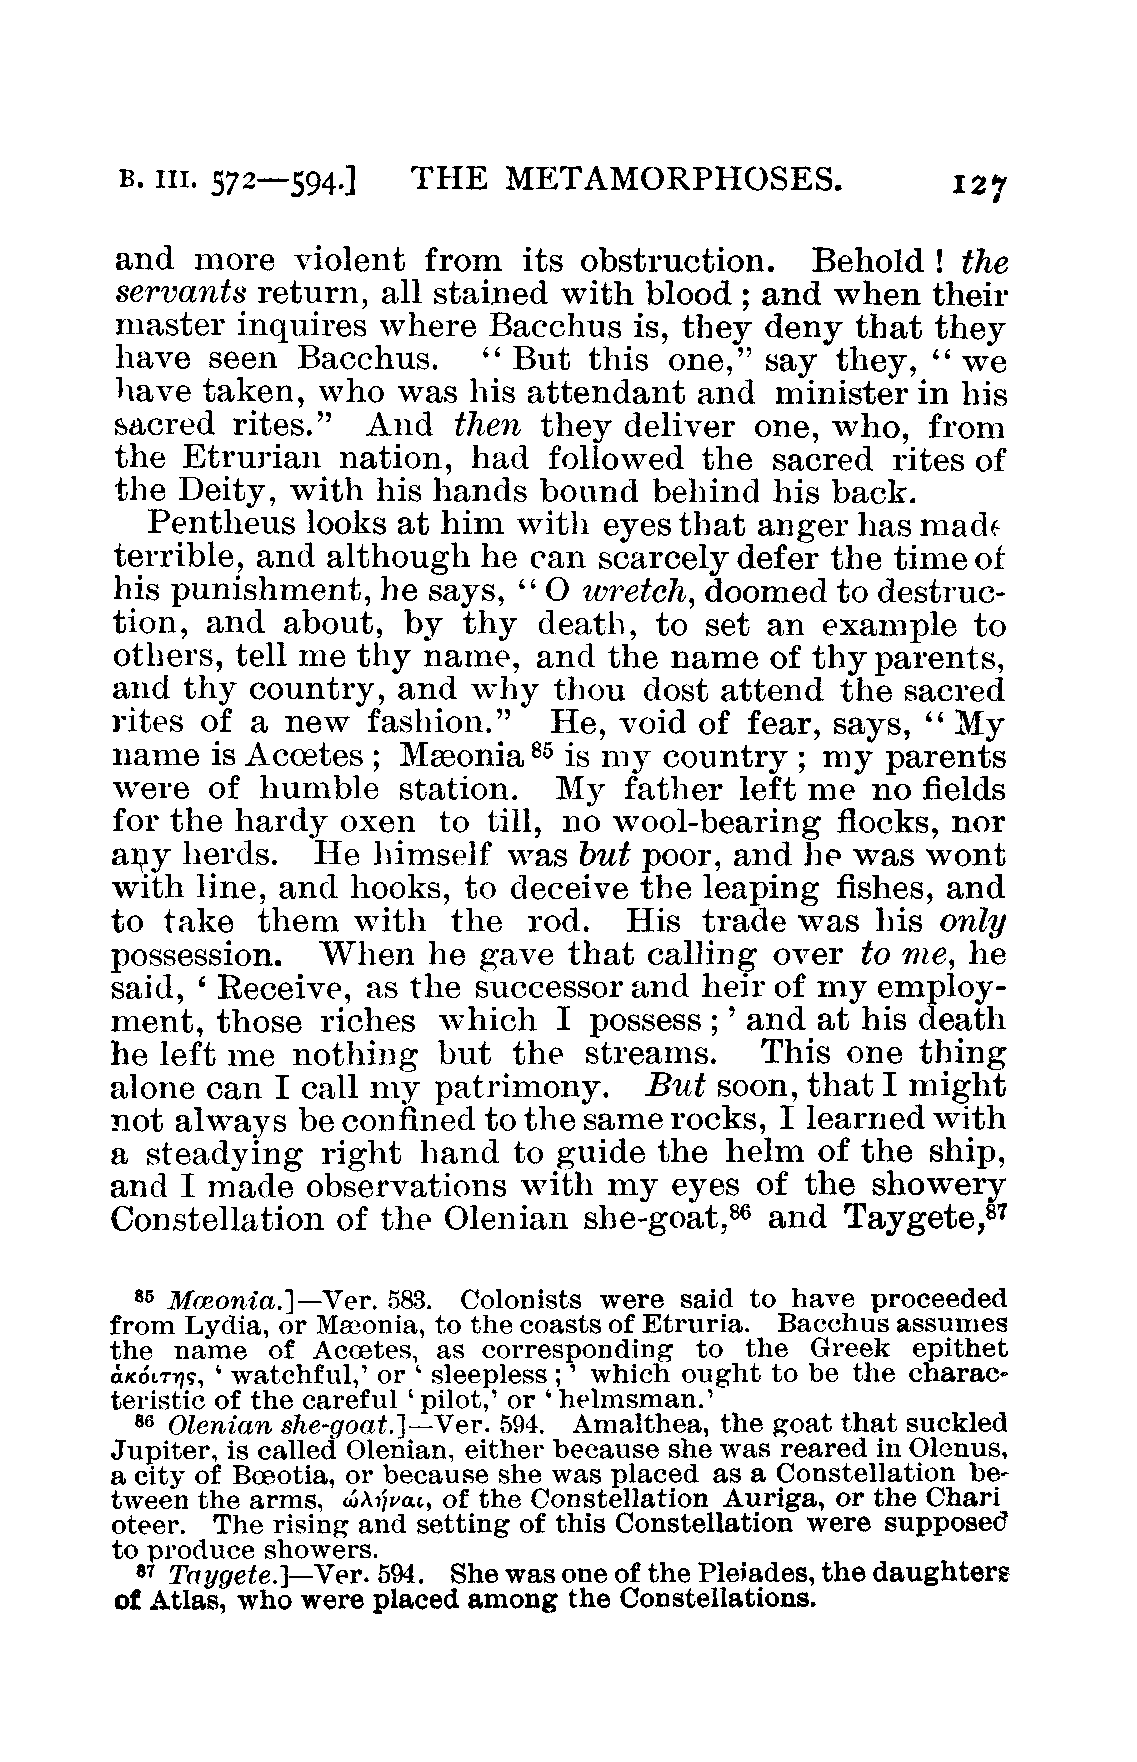 B. III. 572—594.] THE METAMORPHOSES. 127
and more violent from its obstruction. Behold ! the
servants return, all stained with blood ; and when their
master inquires where Bacchus is, they deny that they
have seen Bacchus. “ But this one,” say they, “ we
have taken, who was his attendant and minister in his
sacred rites.” And then they deliver one, who, from
the Etrurian nation, had followed the sacred rites of
the Deity, with his hands bound behind his back.
Pentheus looks at him with eyes that anger has made
terrible, and although he can scarcely defer the time of
his punishment, he says, “ O wretch, doomed to destruc-
tion, and about, by thy death, to set an example to
others, tell me thy name, and the name of thy parents,
and thy country, and why thou dost attend the sacred
rites of a new fashion.” He, void of fear, says, “ My
name is Acœtes ; Mæonia⁸⁵ is my country ; my parents
were of humble station. My father left me no fields
for the hardy oxen to till, no wool-bearing flocks, nor
any herds. He himself was but poor, and he was wont
with line, and hooks, to deceive the leaping fishes, and
to take them with the rod. His trade was his only
possession. When he gave that calling over to me, he
said, ‘ Receive, as the successor and heir of my employ-
ment, those riches which I possess ; ’ and at his death
he left me nothing but the streams. This one thing
alone can I call my patrimony. But soon, that I might
not always be confined to the same rocks, I learned with
a steadying right hand to guide the helm of the ship,
and I made observations with my eyes of the showery
Constellation of the Olenian she-goat,⁸⁶ and Taygete,⁸⁷
⁸⁵ Mœonia.]—Ver. 583. Colonists were said to have proceeded
from Lydia, or Mæonia, to the coasts of Etruria. Bacchus assumes
the name of Acœtes, as corresponding to the Greek epithet
ἀκόιτης, ‘ watchful,’ or ‘ sleepless ; ’ which ought to be the charac-
teristic of the careful ‘ pilot,’ or ‘ helmsman.’
⁸⁶ Olenian she-goat.]—Ver. 594. Amalthea, the goat that suckled
Jupiter, is called Olenian, either because she was reared in Olenus,
a city of Bœotia, or because she was placed as a Constellation be-
tween the arms, ὠλήναι, of the Constellation Auriga, or the Chari
oteer. The rising and setting of this Constellation were supposed
to produce showers.
⁸⁷ Taygete.]—Ver. 594. She was one of the Pleiades, the daughters
of Atlas, who were placed among the Constellations.